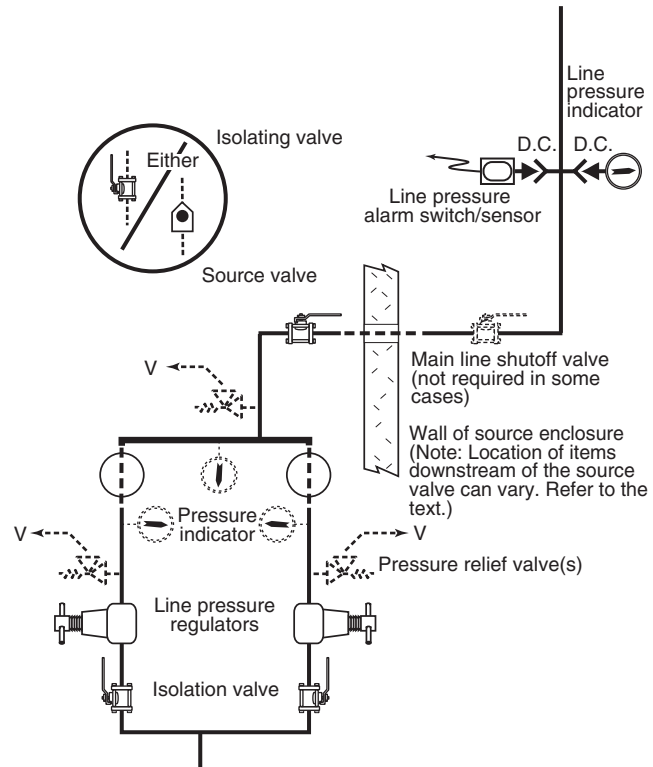 Line
pressure
indicator
D.C. D.C.
Isolating valve
Either
Line pressure
alarm switch/sensor
Source valve
Main line shutoff valve
(not required in some
cases)
V
Wall of source enclosure
(Note: Location of items
downstream of the source
valve can vary. Refer to the
text.)
Pressure
indicator
V
V
Pressure relief valve(s)
Line pressure
regulators
Isolation valve